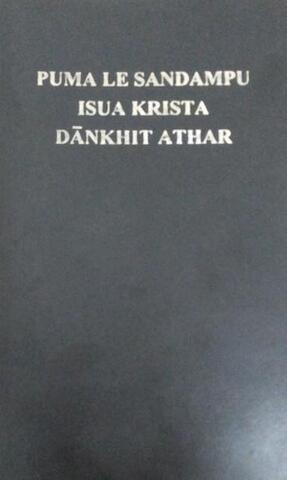 PUMA LE SANDAMPU
ISUA KRISTA
DĀNKHIT ATHAR